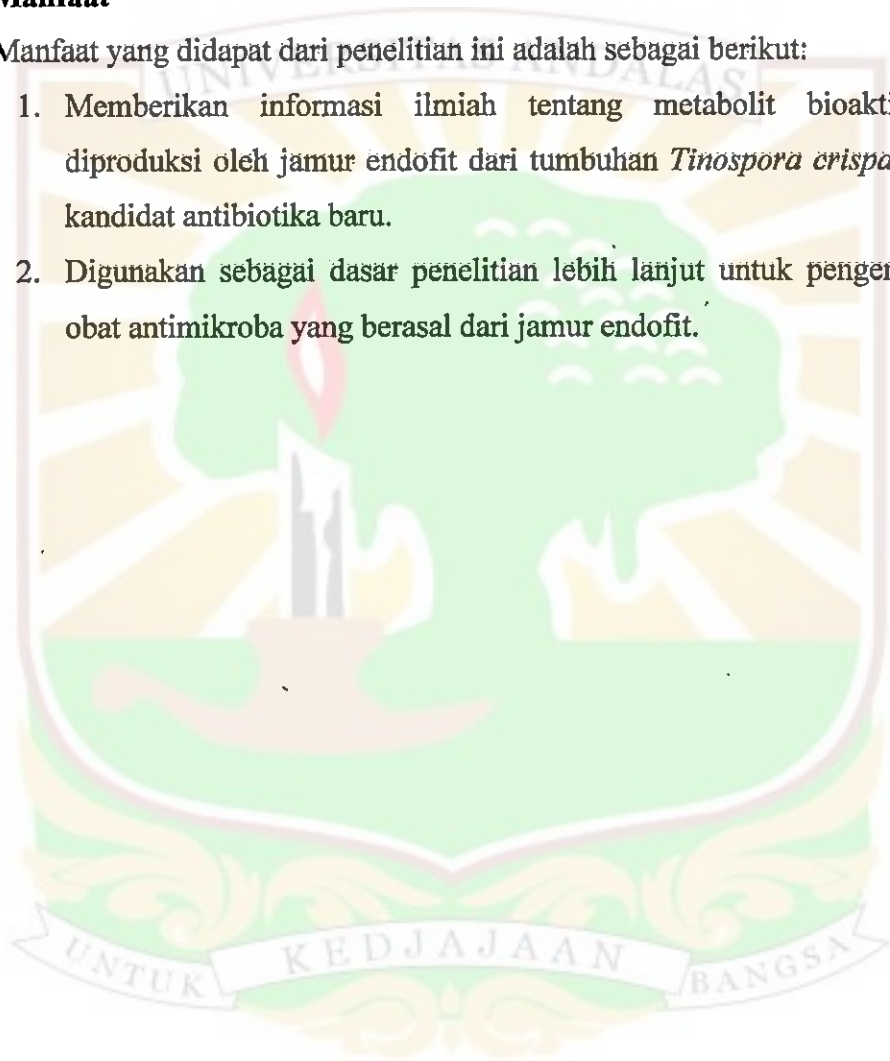 Manfaat
Manfaat yang didapat dari penelitian ini adalah sebagai berikut:
1. Memberikan informasi ilmiah tentang metabolit bioakti
diproduksi oleh jamur endofit dari tumbuhan Tinospora crispa
kandidat antibiotika baru.
2. Digunakan sebagai dasar penelitian lebih lanjut untuk penger
obat antimikroba yang berasal dari jamur endofit.
UNIVERSITAS ANDALAS
UNTUK KEDJAJAAN BANGSA